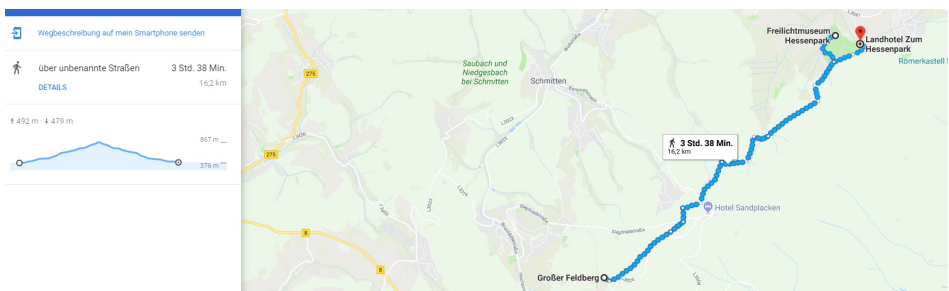 Wegbeschreibung auf mein Smartphone senden
über unbenannte Straßen 3 Std. 38 Min.
16,2 km
DETAILS
↑ 492 m · ↓ 479 m
867 m
376 m
Freilichtmuseum
Hessenpark
Landhotel Zum
Hessenpark
Römerkastell S
Saubach und
Niedgesbach
bei Schmitten
Schmitten
275
275
3 Std. 38 Min.
16,2 km
Hotel Sandplacken
Großer Feldberg
8
8
L3025
L3024